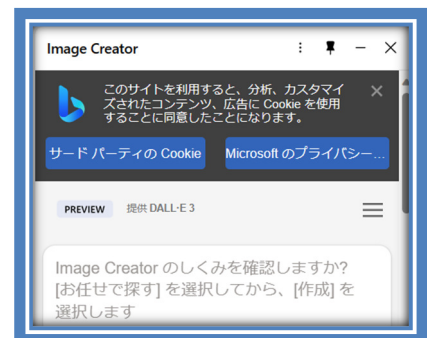 Image Creator
このサイトを利用すると、分析、カスタマイ
ズされたコンテンツ、広告に Cookie を使用
することに同意したことになります。
サード パーティの Cookie
Microsoft のプライバシー...
PREVIEW 提供 DALL·E 3
Image Creator のしくみを確認しますか?
[お任せで探す] を選択してから、[作成] を
選択します